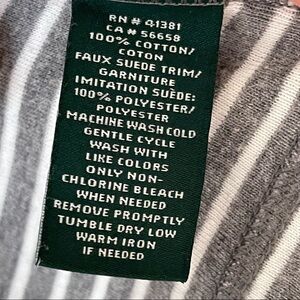 RN# 41381
CA# 56658
100% COTTON/
COTON
FAUX SUEDE TRIM/
GARNITURE
IMITATION SUÈDE:
100% POLYESTER/
POLYESTER
MACHINE WASH COLD
GENTLE CYCLE
WASH WITH
LIKE COLORS
ONLY NON-
CHLORINE BLEACH
WHEN NEEDED
REMOVE PROMPTLY
TUMBLE DRY LOW
WARM IRON
IF NEEDED